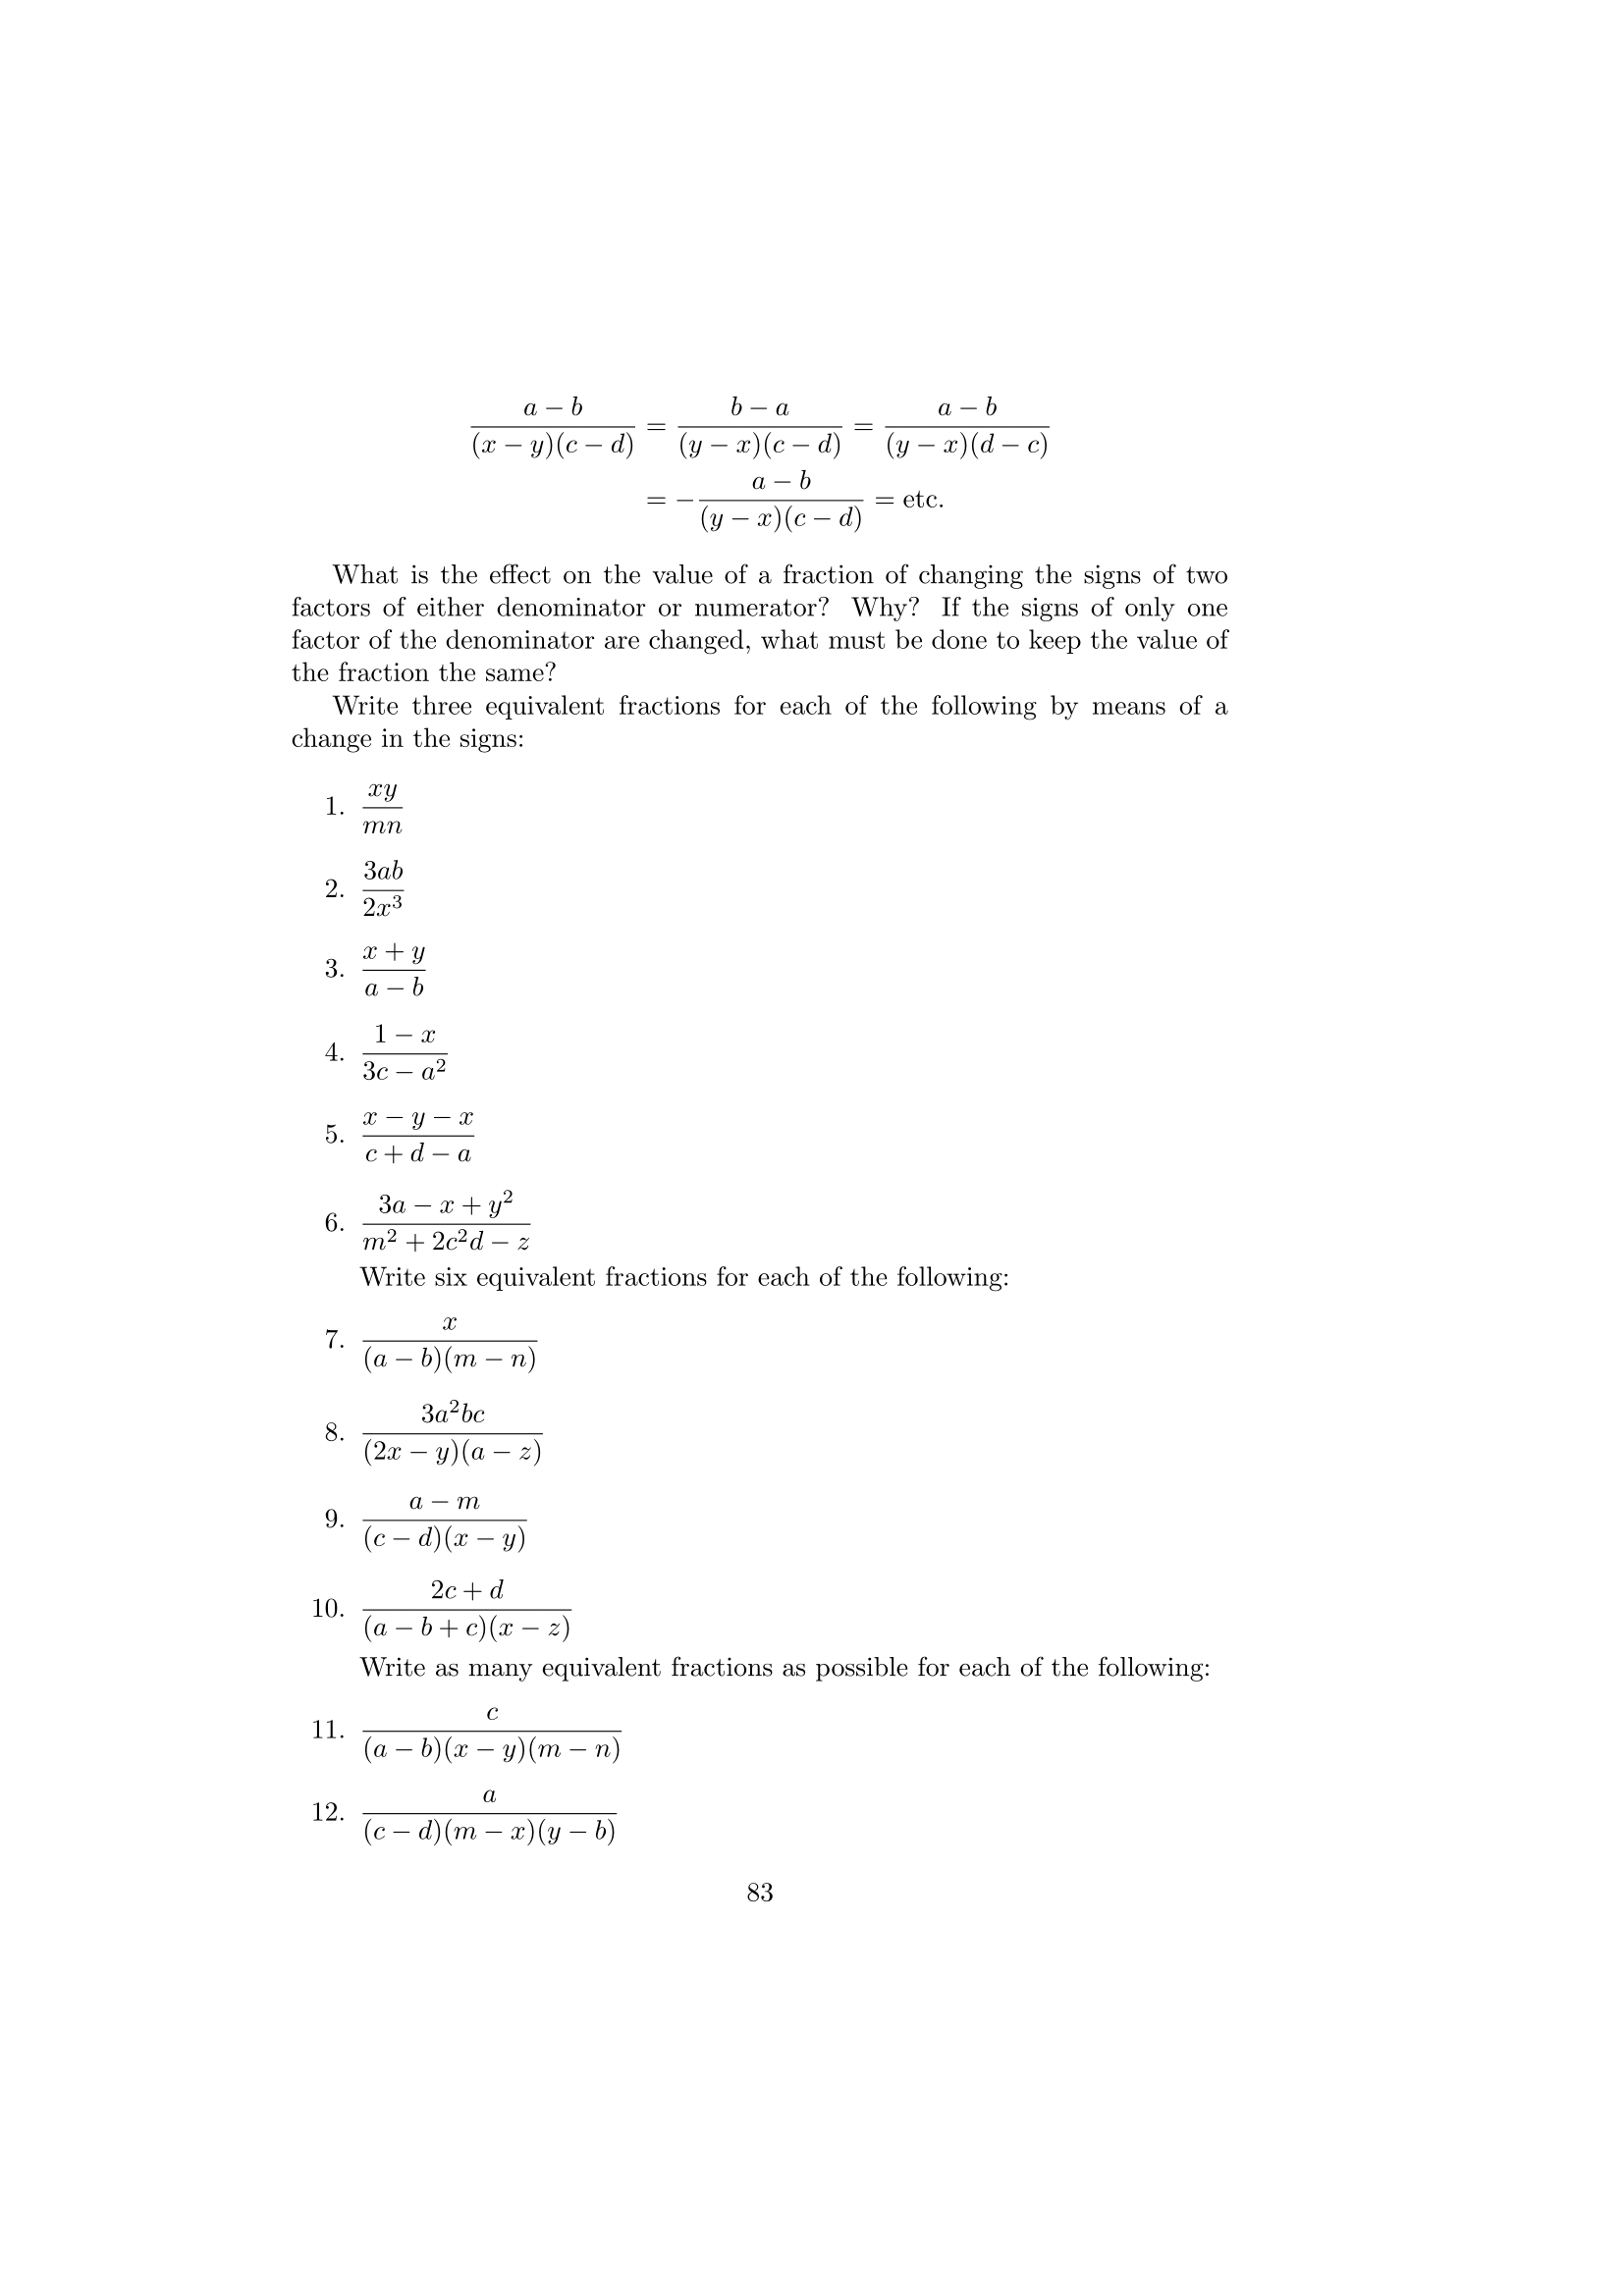 \frac{a-b}{(x-y)(c-d)} = \frac{b-a}{(y-x)(c-d)} = \frac{a-b}{(y-x)(d-c)}
= -\frac{a-b}{(y-x)(c-d)} = etc.
What is the effect on the value of a fraction of changing the signs of two
factors of either denominator or numerator? Why? If the signs of only one
factor of the denominator are changed, what must be done to keep the value of
the fraction the same?
Write three equivalent fractions for each of the following by means of a
change in the signs:
1. \frac{xy}{mn}
2. \frac{3ab}{2x^3}
3. \frac{x+y}{a-b}
4. \frac{1-x}{3c-a^2}
5. \frac{x-y-x}{c+d-a}
6. \frac{3a-x+y^2}{m^2+2c^2d-z}
Write six equivalent fractions for each of the following:
7. \frac{x}{(a-b)(m-n)}
8. \frac{3a^2bc}{(2x-y)(a-z)}
9. \frac{a-m}{(c-d)(x-y)}
10. \frac{2c+d}{(a-b+c)(x-z)}
Write as many equivalent fractions as possible for each of the following:
11. \frac{c}{(a-b)(x-y)(m-n)}
12. \frac{a}{(c-d)(m-x)(y-b)}
83